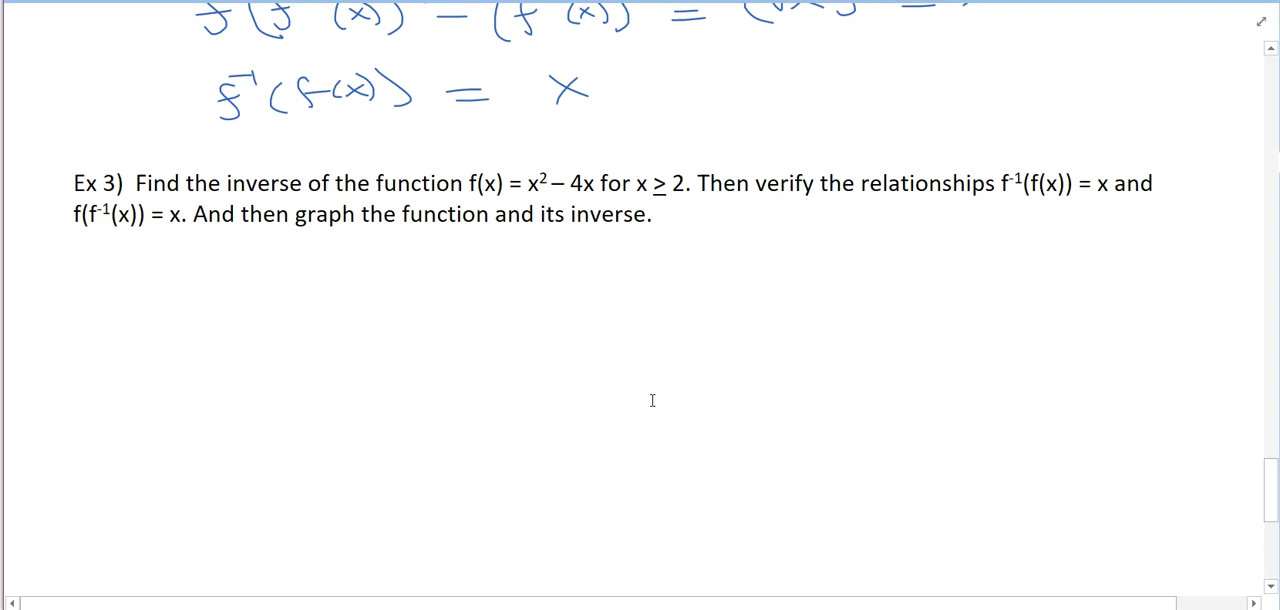 f(f (x)) = (f (x)) = (√x) =
f⁻¹(f(x)) = x
Ex 3) Find the inverse of the function f(x) = x² – 4x for x ≥ 2. Then verify the relationships f⁻¹(f(x)) = x and
f(f⁻¹(x)) = x. And then graph the function and its inverse.